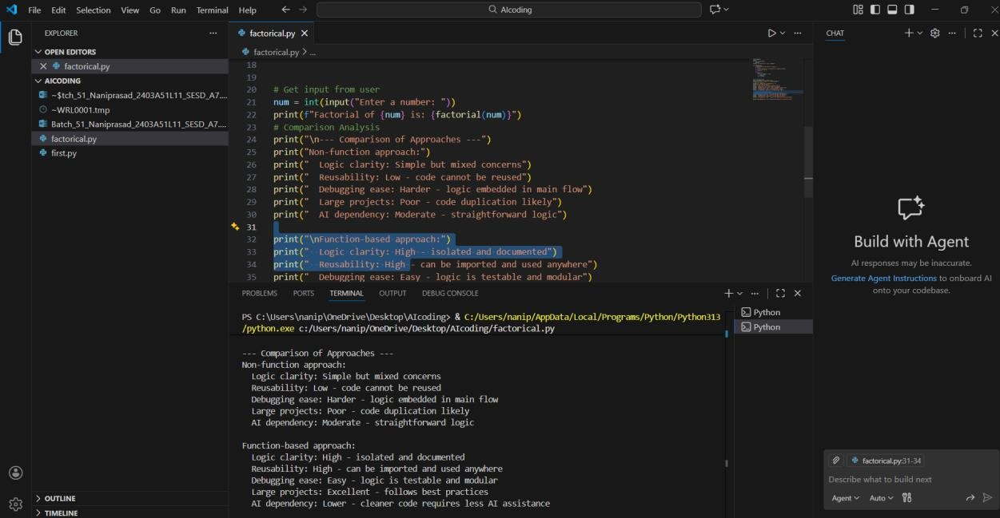 File Edit Selection View Go Run Terminal Help
AIcoding
EXPLORER
OPEN EDITORS
factorical.py
AICODING
~$tch_51_Naniprasad_2403A51L11_SESD_A7....
~WRL0001.tmp
Batch_51_Naniprasad_2403A51L11_SESD_A7....
factorical.py
first.py
OUTLINE
TIMELINE
factorical.py
factorical.py > ...
18
19
20 # Get input from user
21 num = int(input("Enter a number: "))
22 print(f"Factorial of {num} is: {factorial(num)}")
23 # Comparison Analysis
24 print("\n--- Comparison of Approaches ---")
25 print("Non-function approach:")
26 print("  Logic clarity: Simple but mixed concerns")
27 print("  Reusability: Low - code cannot be reused")
28 print("  Debugging ease: Harder - logic embedded in main flow")
29 print("  Large projects: Poor - code duplication likely")
30 print("  AI dependency: Moderate - straightforward logic")
31
32 print("\nFunction-based approach:")
33 print("  Logic clarity: High - isolated and documented")
34 print("  Reusability: High - can be imported and used anywhere")
35 print("  Debugging ease: Easy - logic is testable and modular")
PROBLEMS PORTS TERMINAL OUTPUT DEBUG CONSOLE
PS C:\Users\nanip\OneDrive\Desktop\AIcoding> & C:/Users/nanip/AppData/Local/Programs/Python/Python313
/python.exe c:/Users/nanip/OneDrive/Desktop/AIcoding/factorical.py
--- Comparison of Approaches ---
Non-function approach:
  Logic clarity: Simple but mixed concerns
  Reusability: Low - code cannot be reused
  Debugging ease: Harder - logic embedded in main flow
  Large projects: Poor - code duplication likely
  AI dependency: Moderate - straightforward logic
Function-based approach:
  Logic clarity: High - isolated and documented
  Reusability: High - can be imported and used anywhere
  Debugging ease: Easy - logic is testable and modular
  Large projects: Excellent - follows best practices
  AI dependency: Lower - cleaner code requires less AI assistance
Python
Python
CHAT
Build with Agent
AI responses may be inaccurate.
Generate Agent Instructions to onboard AI
onto your codebase.
factorical.py:31-34
Describe what to build next
Agent Auto